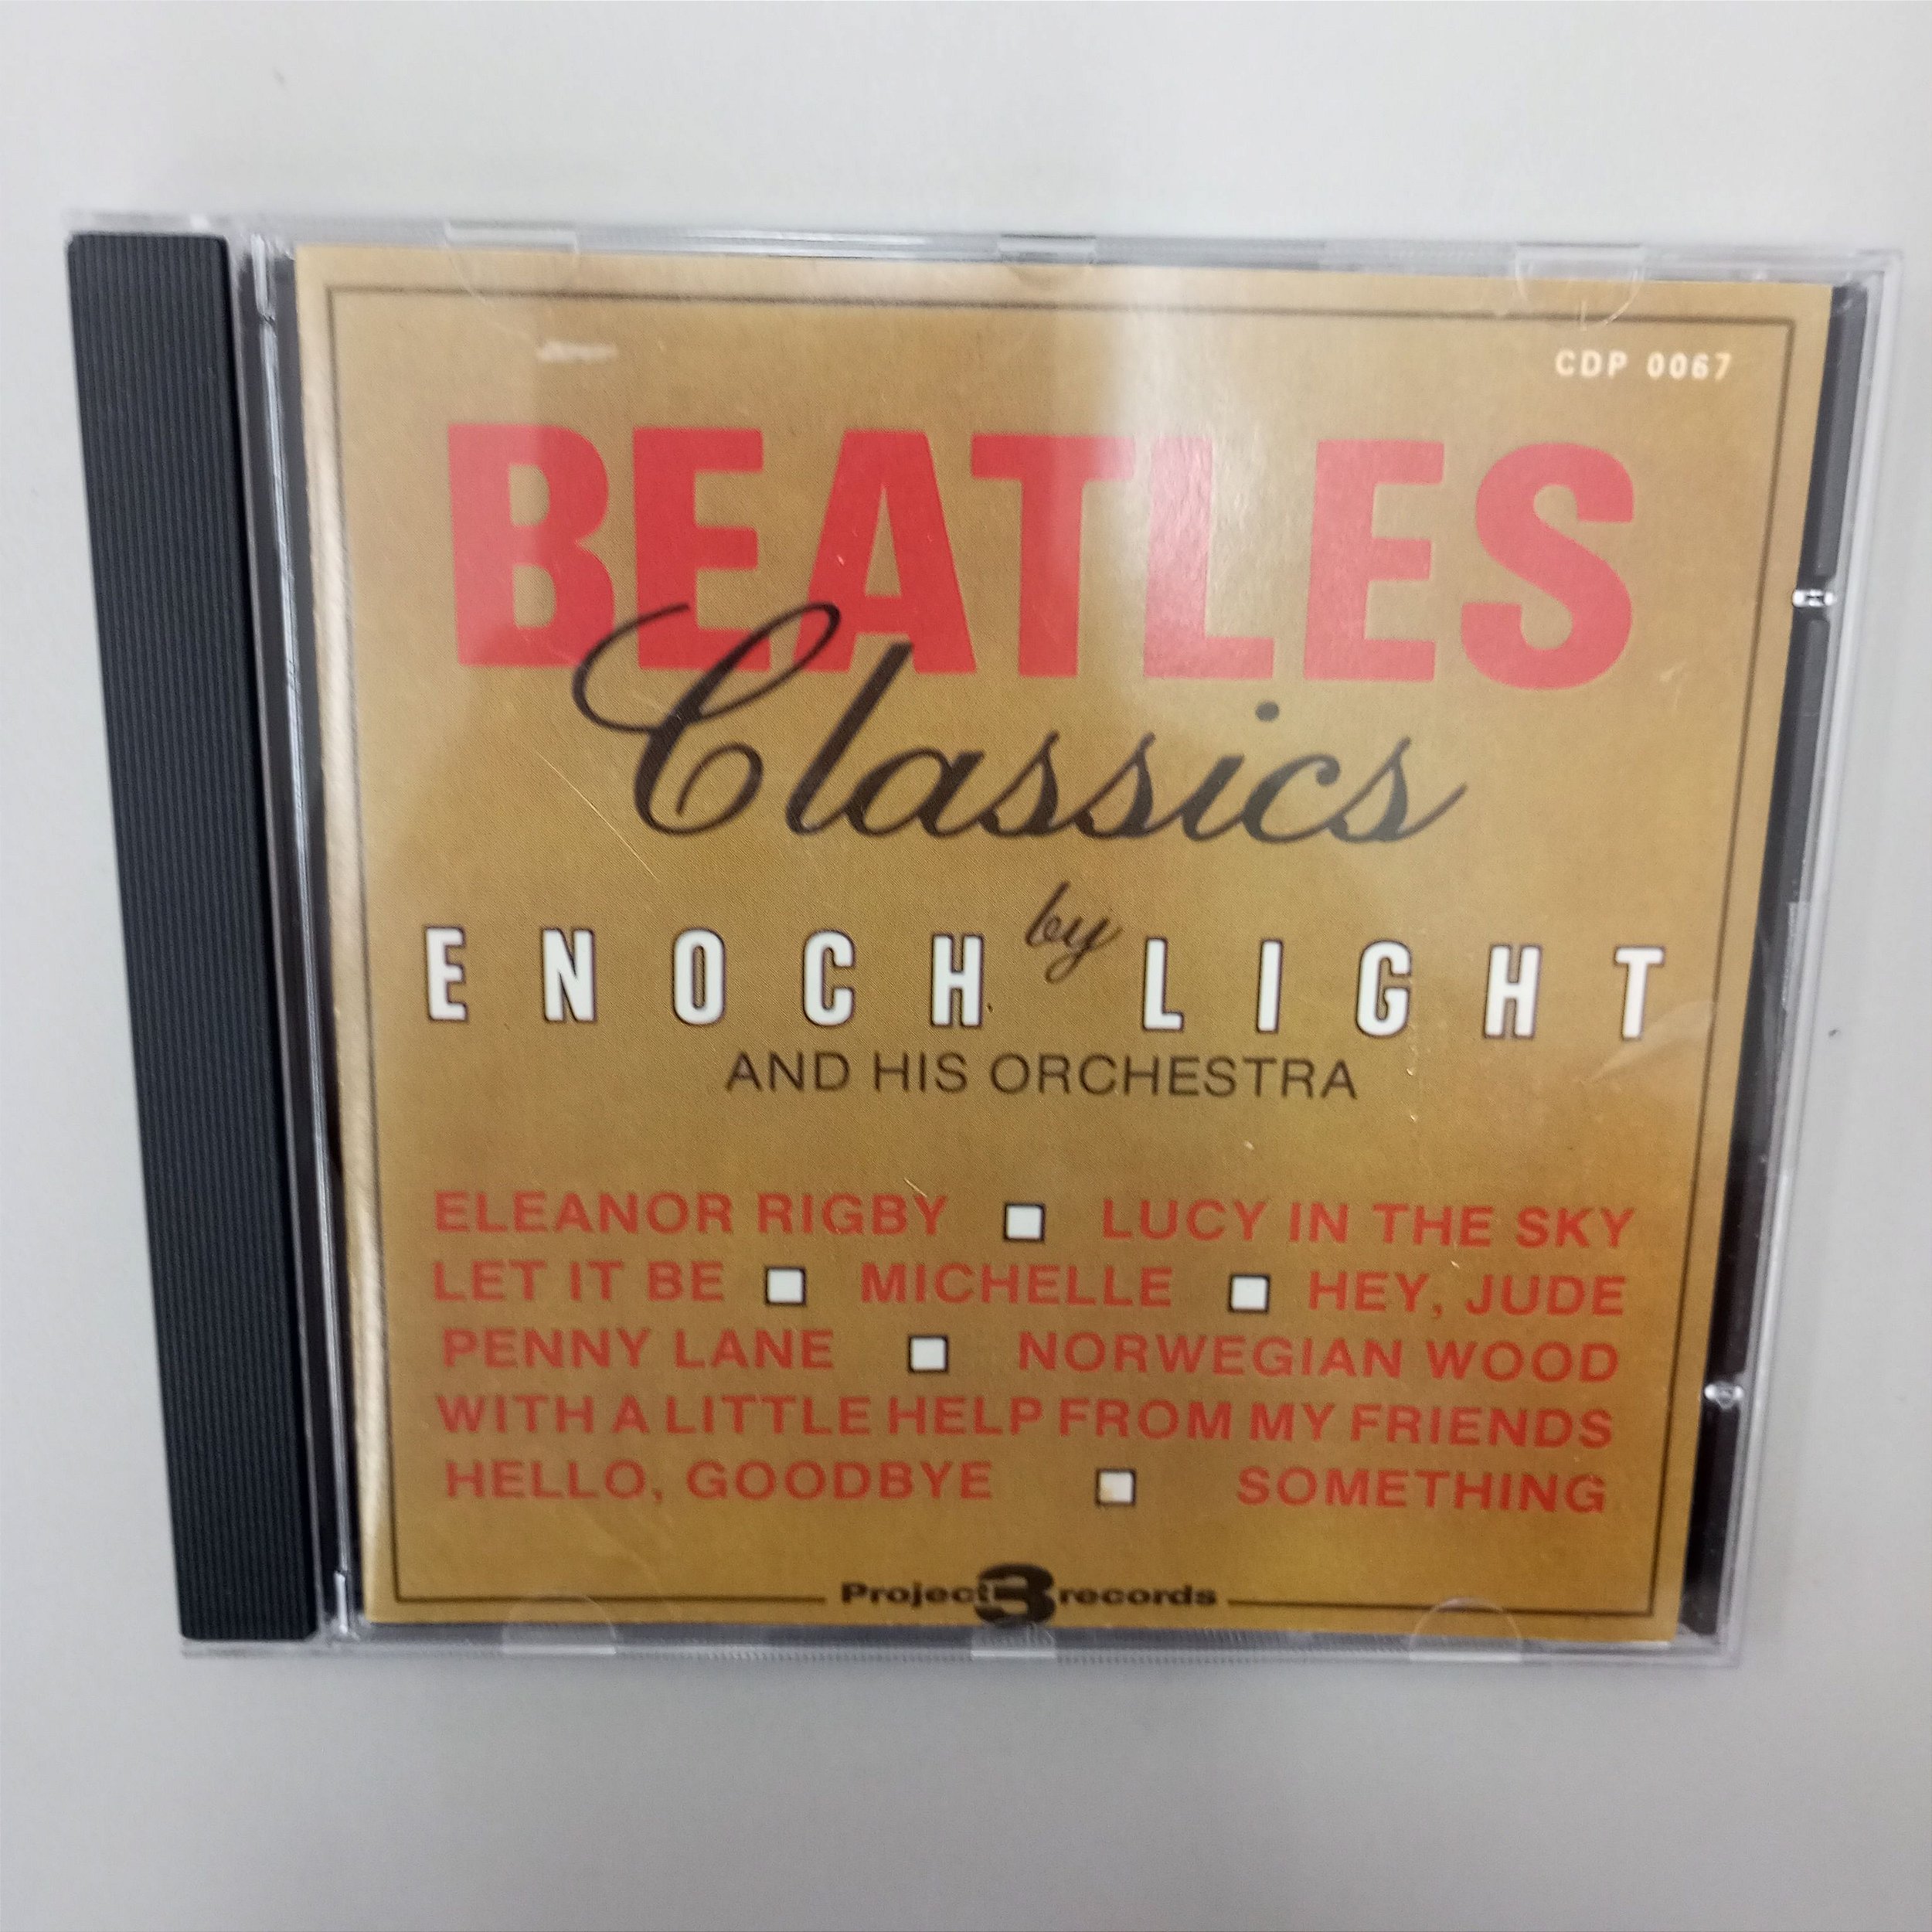 CDP 0067
BEATLES
Classics
by
ENOCH LIGHT
AND HIS ORCHESTRA
ELEANOR RIGBY LUCY IN THE SKY
LET IT BE MICHELLE HEY, JUDE
PENNY LANE NORWEGIAN WOOD
WITH A LITTLE HELP FROM MY FRIENDS
HELLO, GOODBYE SOMETHING
Project 3 records